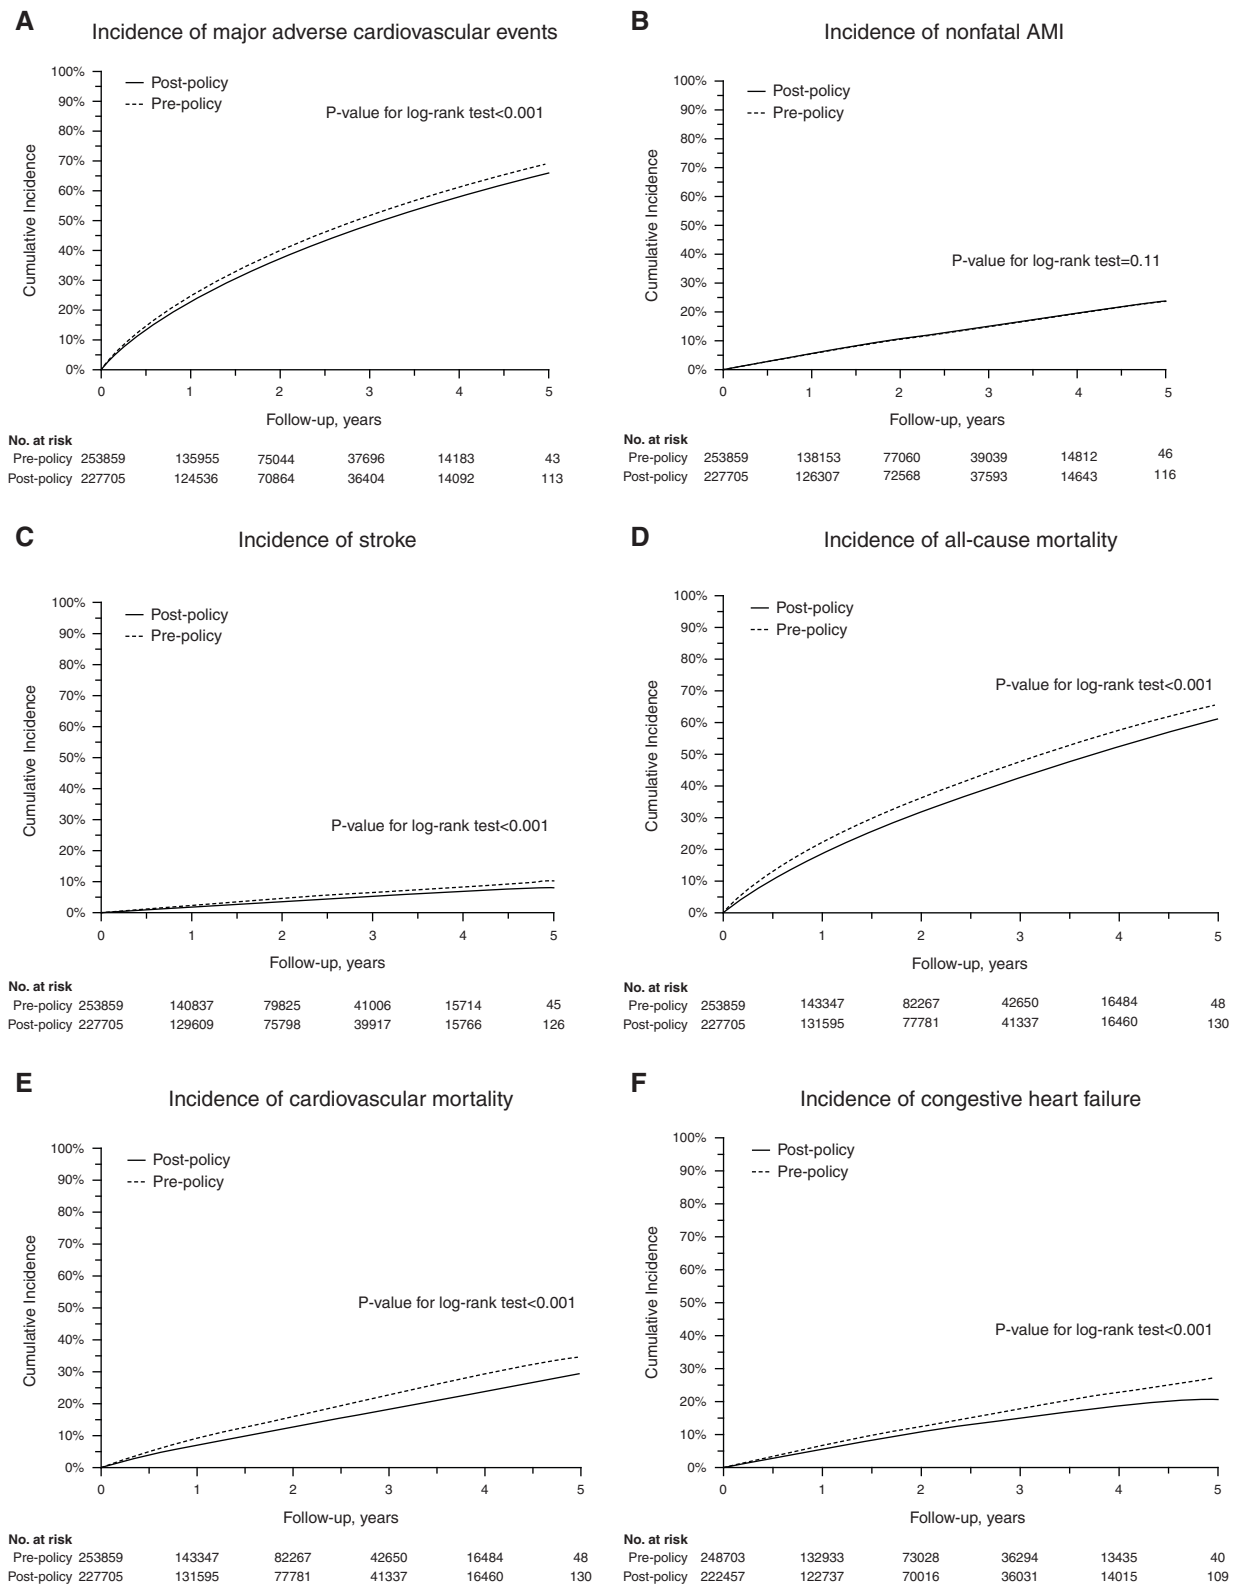 A
Incidence of major adverse cardiovascular events
100%
90%
80%
70%
60%
50%
40%
30%
20%
10%
0%
Cumulative Incidence
Post-policy
Pre-policy
P-value for log-rank test<0.001
0 1 2 3 4 5
Follow-up, years
No. at risk
Pre-policy 253859 135955 75044 37696 14183 43
Post-policy 227705 124536 70864 36404 14092 113
B
Incidence of nonfatal AMI
100%
90%
80%
70%
60%
50%
40%
30%
20%
10%
0%
Cumulative Incidence
Post-policy
Pre-policy
P-value for log-rank test=0.11
0 1 2 3 4 5
Follow-up, years
No. at risk
Pre-policy 253859 138153 77060 39039 14812 46
Post-policy 227705 126307 72568 37593 14643 116
C
Incidence of stroke
100%
90%
80%
70%
60%
50%
40%
30%
20%
10%
0%
Cumulative Incidence
Post-policy
Pre-policy
P-value for log-rank test<0.001
0 1 2 3 4 5
Follow-up, years
No. at risk
Pre-policy 253859 140837 79825 41006 15714 45
Post-policy 227705 129609 75798 39917 15766 126
D
Incidence of all-cause mortality
100%
90%
80%
70%
60%
50%
40%
30%
20%
10%
0%
Cumulative Incidence
Post-policy
Pre-policy
P-value for log-rank test<0.001
0 1 2 3 4 5
Follow-up, years
No. at risk
Pre-policy 253859 143347 82267 42650 16484 48
Post-policy 227705 131595 77781 41337 16460 130
E
Incidence of cardiovascular mortality
100%
90%
80%
70%
60%
50%
40%
30%
20%
10%
0%
Cumulative Incidence
Post-policy
Pre-policy
P-value for log-rank test<0.001
0 1 2 3 4 5
Follow-up, years
No. at risk
Pre-policy 253859 143347 82267 42650 16484 48
Post-policy 227705 131595 77781 41337 16460 130
F
Incidence of congestive heart failure
100%
90%
80%
70%
60%
50%
40%
30%
20%
10%
0%
Cumulative Incidence
Post-policy
Pre-policy
P-value for log-rank test<0.001
0 1 2 3 4 5
Follow-up, years
No. at risk
Pre-policy 248703 132933 73028 36294 13435 40
Post-policy 222457 122737 70016 36031 14015 109